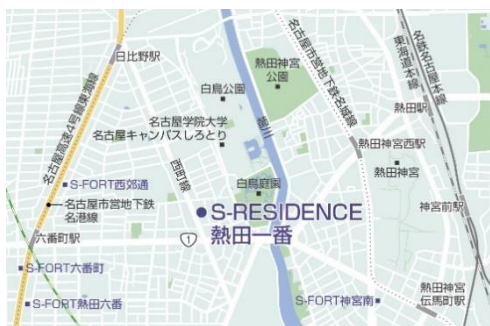 日比野駅
名古屋高速4号線東海線
白鳥公園
名古屋学院大学
名古屋キャンパスしろとり
熱田神宮
公園
名古屋市営地下鉄名城線
東海道本線
名鉄名古屋本線
熱田駅
熱田神宮西駅
熱田神宮
神宮前駅
西町線
白鳥庭園
S-FORT西郊通
名古屋市営地下鉄
名港線
六番町駅
1
S-RESIDENCE
熱田一番
S-FORT六番町
S-FORT熱田六番
S-FORT神宮南
熱田神宮
伝馬町駅